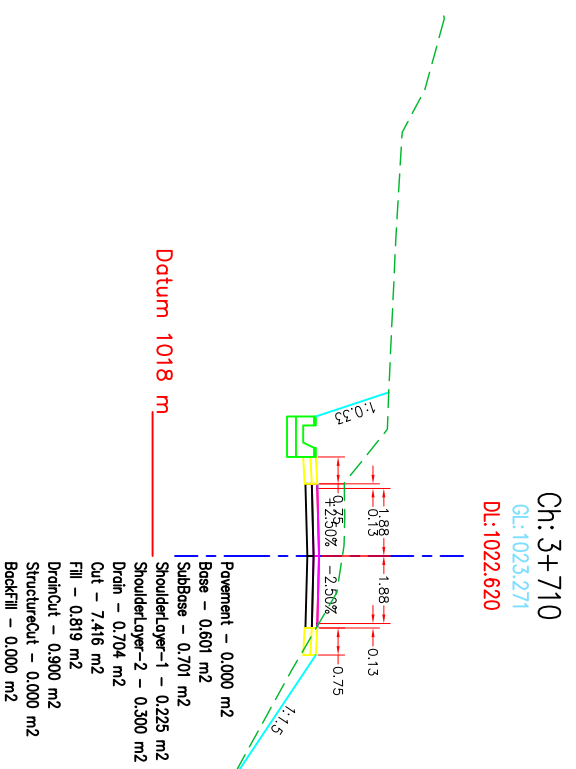 Ch: 3+710
GL:1023.271
DL:1022.620
1:0.33
0.75
0.13
1.88
1.88
0.13
0.75
+2.50%
-2.50%
1:1.5
Datum 1018 m
Pavement - 0.000 m2
Base - 0.601 m2
SubBase - 0.701 m2
ShoulderLayer-1 - 0.225 m2
ShoulderLayer-2 - 0.300 m2
Drain - 0.704 m2
Cut - 7.416 m2
Fill - 0.819 m2
DrainCut - 0.900 m2
StructureCut - 0.000 m2
BackFill - 0.000 m2